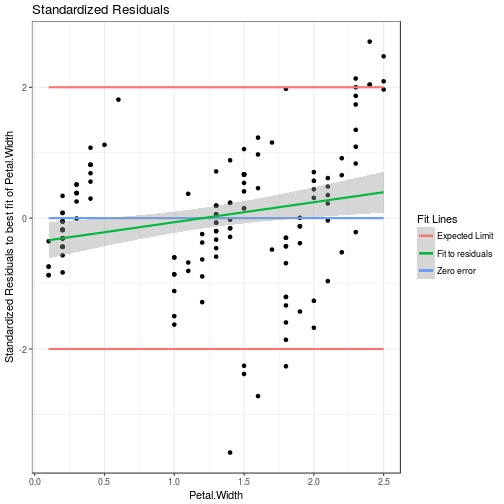 Standardized Residuals
Standardized Residuals to best fit of Petal.Width
2
0
-2
0.0
0.5
1.0
1.5
2.0
2.5
Petal.Width
Fit Lines
Expected Limit
Fit to residuals
Zero error